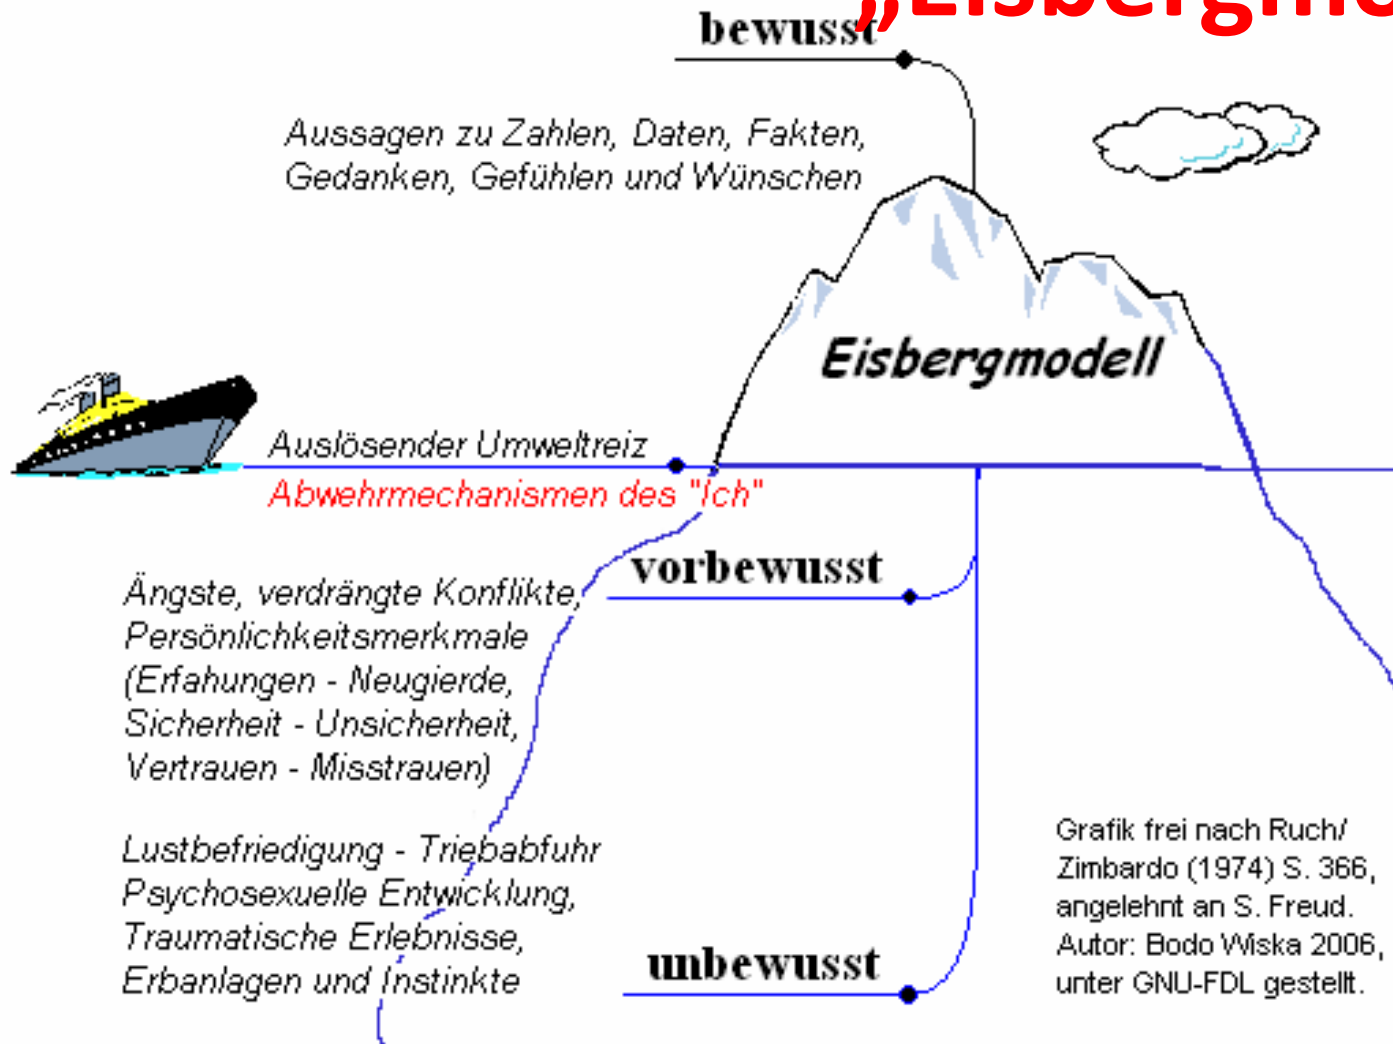 „Eisbergmo
bewusst
Aussagen zu Zahlen, Daten, Fakten,
Gedanken, Gefühlen und Wünschen
Eisbergmodell
Auslösender Umweltreiz
Abwehrmechanismen des "Ich"
vorbewusst
Ängste, verdrängte Konflikte,
Persönlichkeitsmerkmale
(Erfahungen - Neugierde,
Sicherheit - Unsicherheit,
Vertrauen - Misstrauen)
Lustbefriedigung - Triebabfuhr
Psychosexuelle Entwicklung,
Traumatische Erlebnisse,
Erbanlagen und Instinkte
unbewusst
Grafik frei nach Ruch/
Zimbardo (1974) S. 366,
angelehnt an S. Freud.
Autor: Bodo Wiska 2006,
unter GNU-FDL gestellt.